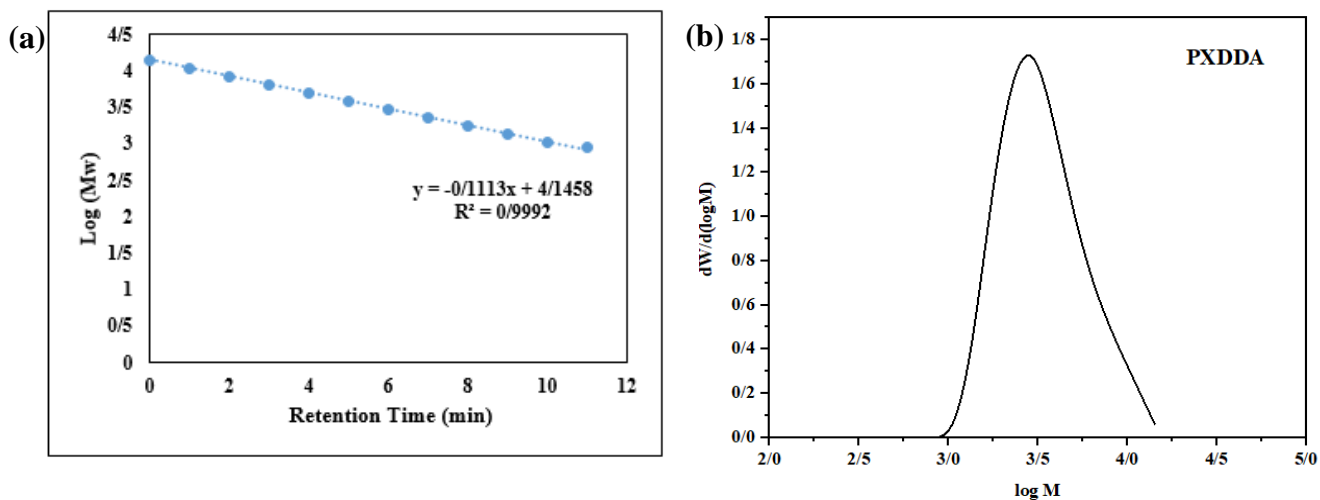 (a)
4/5
4
3/5
3
2/5
2
1/5
1
0/5
0
Log (Mw)
y = -0/1113x + 4/1458
R² = 0/9992
0 2 4 6 8 10 12
Retention Time (min)
(b)
PXDDA
1/8
1/6
1/4
1/2
1/0
0/8
0/6
0/4
0/2
0/0
dW/d(logM)
2/0 2/5 3/0 3/5 4/0 4/5 5/0
log M